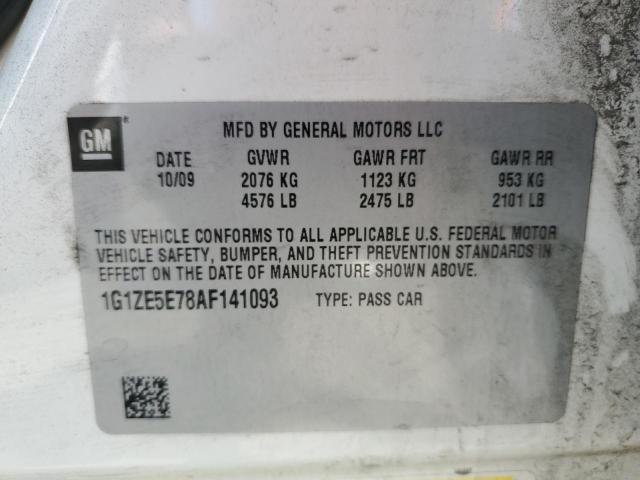 GM ®
MFD BY GENERAL MOTORS LLC
DATE GVWR GAWR FRT GAWR RR
10/09 2076 KG 1123 KG 953 KG
4576 LB 2475 LB 2101 LB
THIS VEHICLE CONFORMS TO ALL APPLICABLE U.S. FEDERAL MOTOR
VEHICLE SAFETY, BUMPER, AND THEFT PREVENTION STANDARDS IN
EFFECT ON THE DATE OF MANUFACTURE SHOWN ABOVE.
1G1ZE5E78AF141093 TYPE: PASS CAR